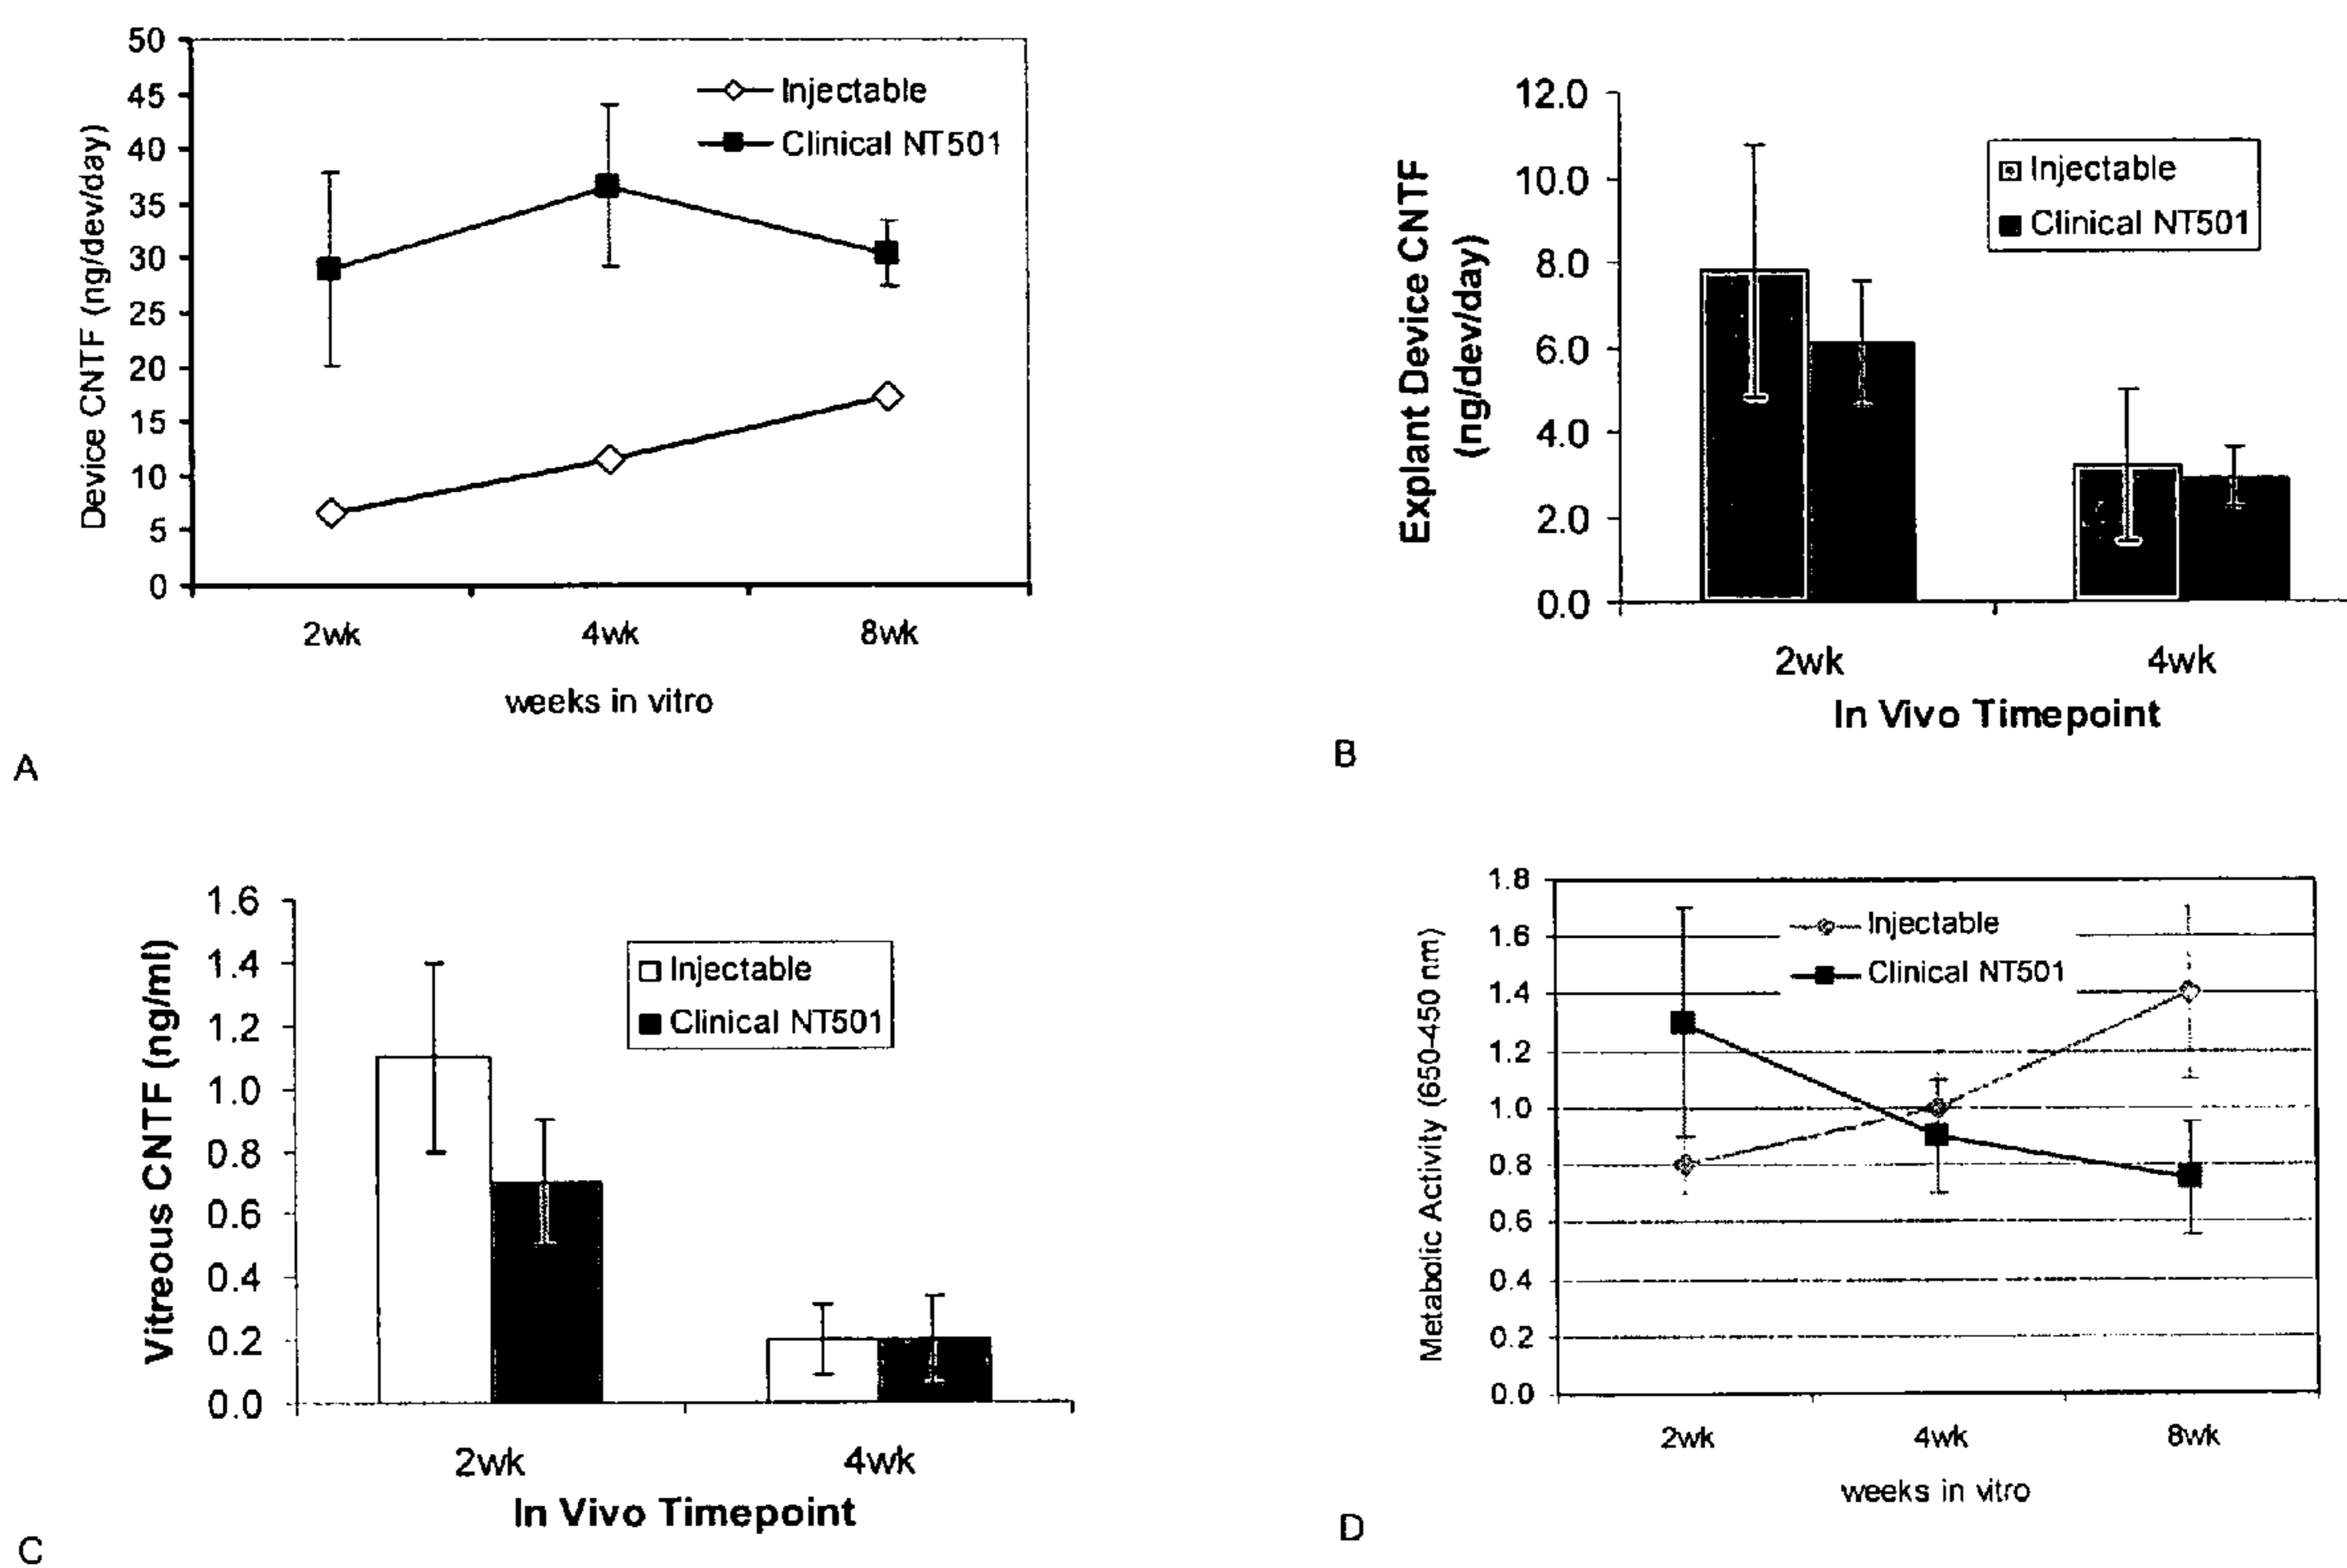 50
45
40
35
30
25
20
15
10
5
0
Device CNTF (ng/dev/day)
Injectable
Clinical NT501
2wk 4wk 8wk
weeks in vitro
A
12.0
10.0
8.0
6.0
4.0
2.0
0.0
Explant Device CNTF
(ng/dev/day)
Injectable
Clinical NT501
2wk 4wk
In Vivo Timepoint
B
1.6
1.4
1.2
1.0
0.8
0.6
0.4
0.2
0.0
Vitreous CNTF (ng/ml)
Injectable
Clinical NT501
2wk 4wk
In Vivo Timepoint
C
1.8
1.6
1.4
1.2
1.0
0.8
0.6
0.4
0.2
0.0
Metabolic Activity (650-450 nm)
Injectable
Clinical NT501
2wk 4wk 8wk
weeks in vitro
D